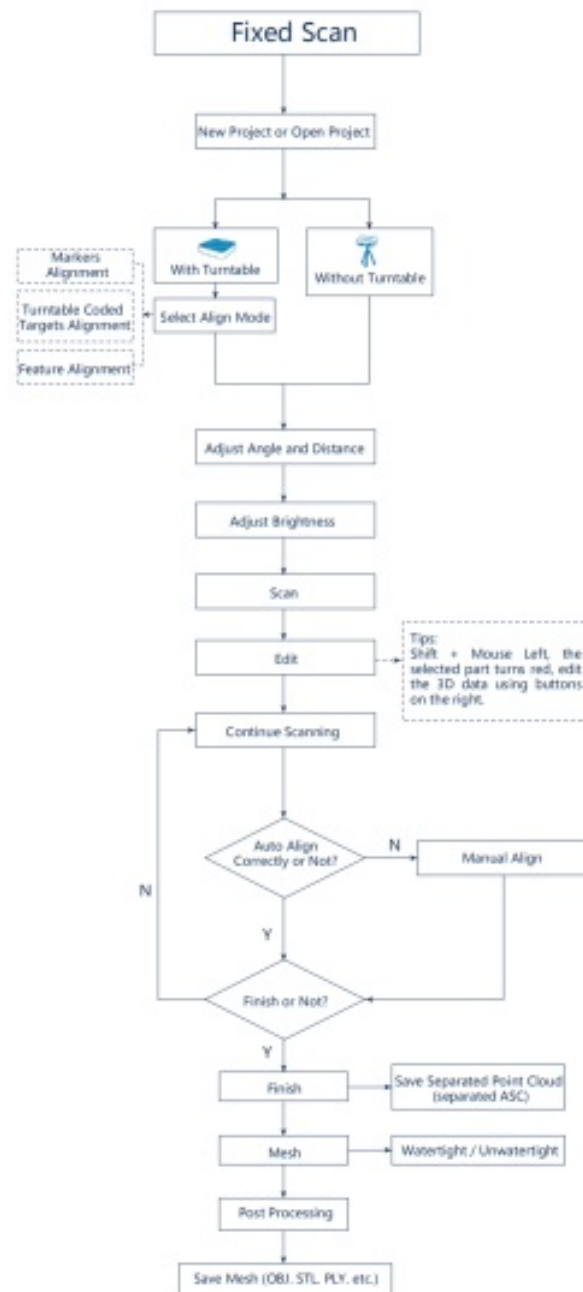 Fixed Scan
New Project or Open Project
With Turntable
Without Turntable
Markers
Alignment
Turntable Coded
Targets Alignment
Feature Alignment
Select Align Mode
Adjust Angle and Distance
Adjust Brightness
Scan
Edit
Tips:
Shift + Mouse Left, the
selected part turns red, edit
the 3D data using buttons
on the right.
Continue Scanning
Auto Align
Correctly or Not?
N
Manual Align
N
Y
Finish or Not?
Y
Finish
Save Separated Point Cloud
(separated ASC)
Mesh
Watertight / Unwatertight
Post Processing
Save Mesh (OBJ. STL. PLY. etc.)